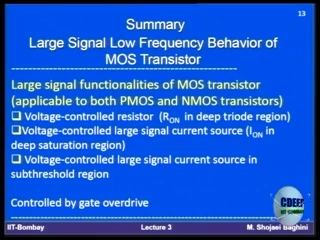 13
Summary
Large Signal Low Frequency Behavior of
MOS Transistor
Large signal functionalities of MOS transistor
(applicable to both PMOS and NMOS transistors)
❑ Voltage-controlled resistor (RON in deep triode region)
❑Voltage-controlled large signal current source (ION in
deep saturation region)
❑ Voltage-controlled large signal current source in
subthreshold region
Controlled by gate overdrive
CDEEP
IIT BOMBAY
IIT-Bombay Lecture 3 M. Shojaei Baghini